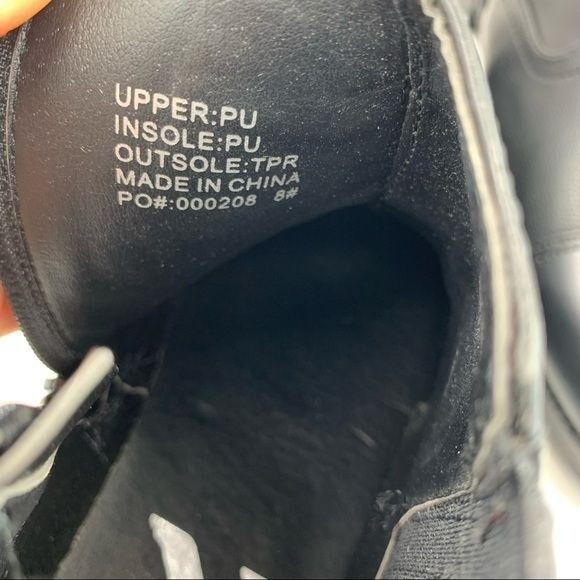 UPPER:PU
INSOLE:PU
OUTSOLE:TPR
MADE IN CHINA
PO#:000208 8#